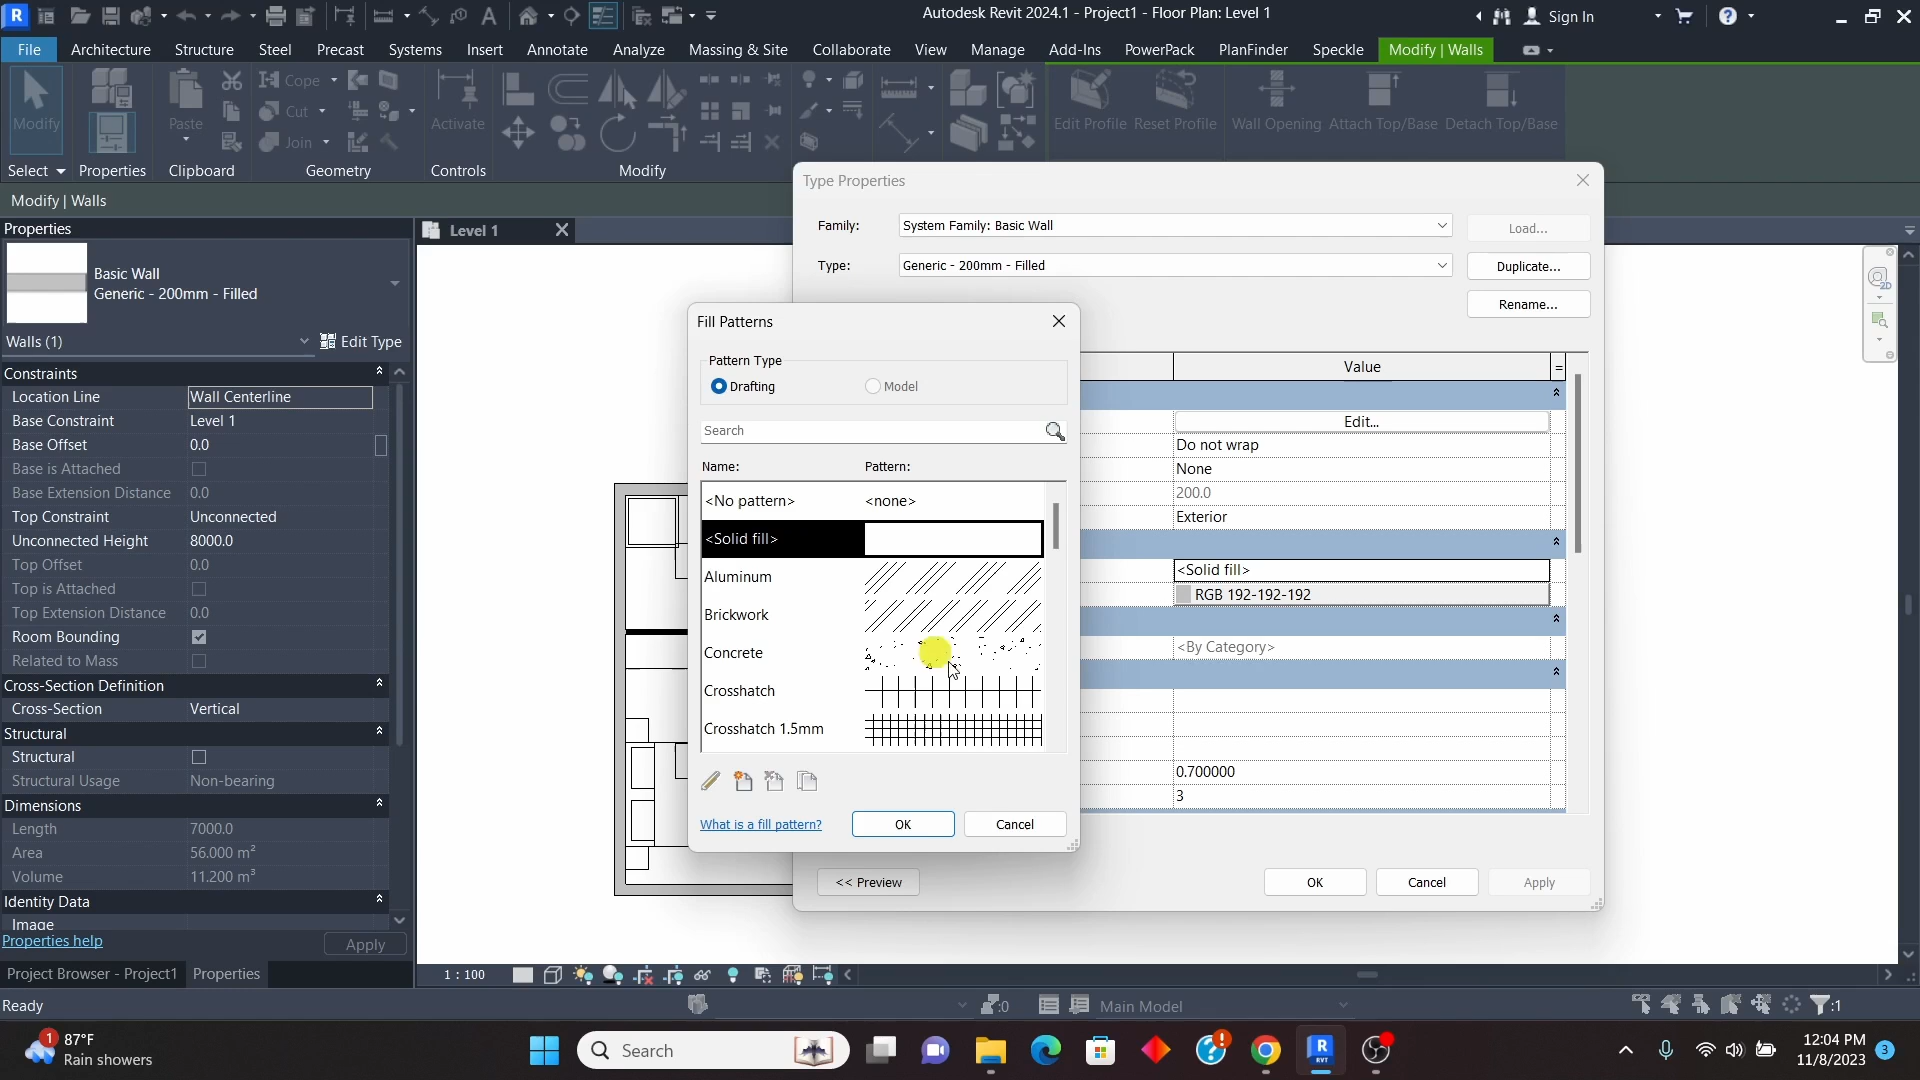 Autodesk Revit 2024.1 - Project1 - Floor Plan: Level 1
Sign In
File Architecture Structure Steel Precast Systems Insert Annotate Analyze Massing & Site Collaborate View Manage Add-Ins PowerPack PlanFinder Speckle Modify | Walls
Modify Paste Cope Cut Join Activate Edit Profile Reset Profile Wall Opening Attach Top/Base Detach Top/Base
Select Properties Clipboard Geometry Controls Modify
Modify | Walls
Properties
Level 1
Basic Wall
Generic - 200mm - Filled
Walls (1)
Edit Type
Constraints
Location Line Wall Centerline
Base Constraint Level 1
Base Offset 0.0
Base is Attached
Base Extension Distance 0.0
Top Constraint Unconnected
Unconnected Height 8000.0
Top Offset 0.0
Top is Attached
Top Extension Distance 0.0
Room Bounding
Related to Mass
Cross-Section Definition
Cross-Section Vertical
Structural
Structural
Structural Usage Non-bearing
Dimensions
Length 7000.0
Area 56.000 m²
Volume 11.200 m³
Identity Data
Image
Properties help Apply
Project Browser - Project1 Properties
Type Properties
Family: System Family: Basic Wall Load...
Type: Generic - 200mm - Filled Duplicate...
Rename...
Value
=
Edit...
Do not wrap
None
200.0
Exterior
<Solid fill>
RGB 192-192-192
<By Category>
0.700000
3
<< Preview OK Cancel Apply
Fill Patterns
Pattern Type
Drafting Model
Search
Name: Pattern:
<No pattern> <none>
<Solid fill>
Aluminum
Brickwork
Concrete
Crosshatch
Crosshatch 1.5mm
What is a fill pattern? OK Cancel
2D
1 : 100
Ready
:0
Main Model
:1
1
87°F
Rain showers
Search
12:04 PM
11/8/2023
3